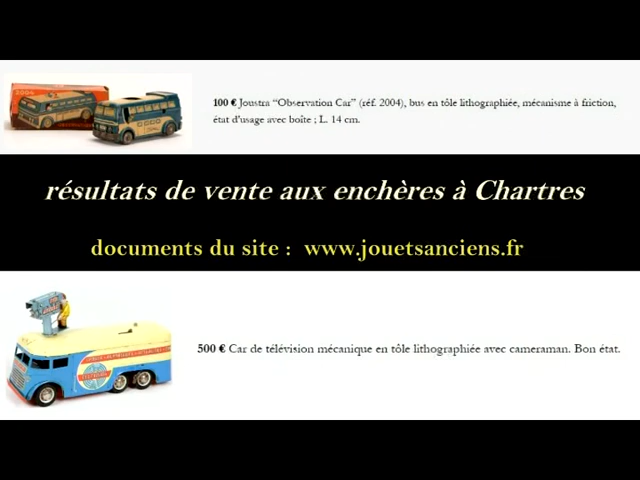 2004
100 € Joustra “Observation Car” (réf. 2004), bus en tôle lithographiée, mécanisme à friction,
état d'usage avec boîte ; L. 14 cm.
résultats de vente aux enchères à Chartres
documents du site : www.jouetsanciens.fr
500 € Car de télévision mécanique en tôle lithographiée avec cameraman. Bon état.